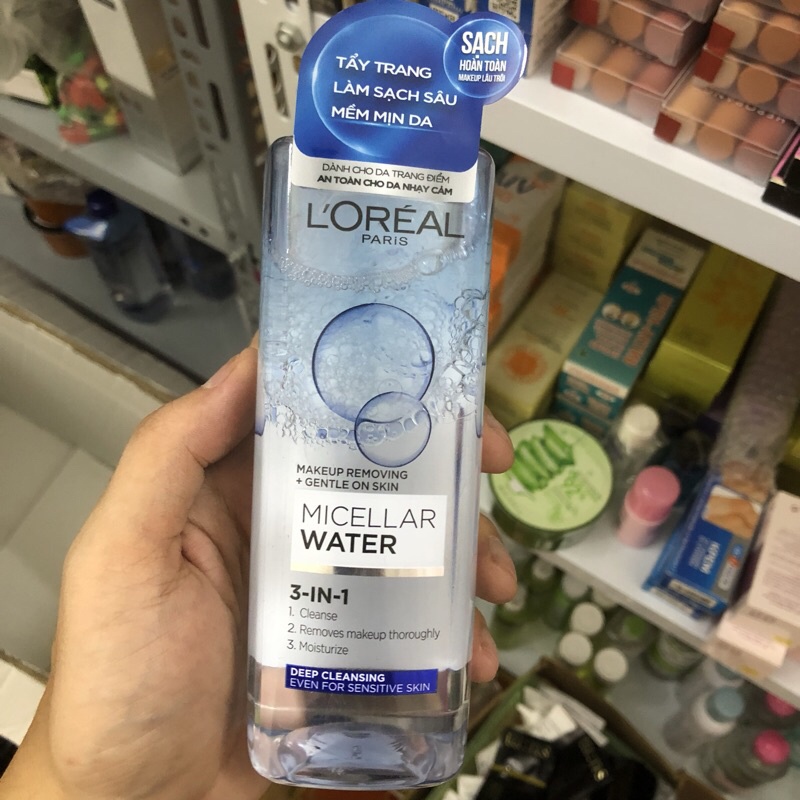 SẠCH
HOÀN TOÀN
MAKEUP LÂU TRÔI
TẨY TRANG
LÀM SẠCH SÂU
MỀM MỊN DA
DÀNH CHO DA TRANG ĐIỂM
AN TOÀN CHO DA NHẠY CẢM
L'ORÉAL
PARIS
MAKEUP REMOVING
+ GENTLE ON SKIN
MICELLAR
WATER
3-IN-1
1. Cleanse
2. Removes makeup thoroughly
3. Moisturize
DEEP CLEANSING
EVEN FOR SENSITIVE SKIN